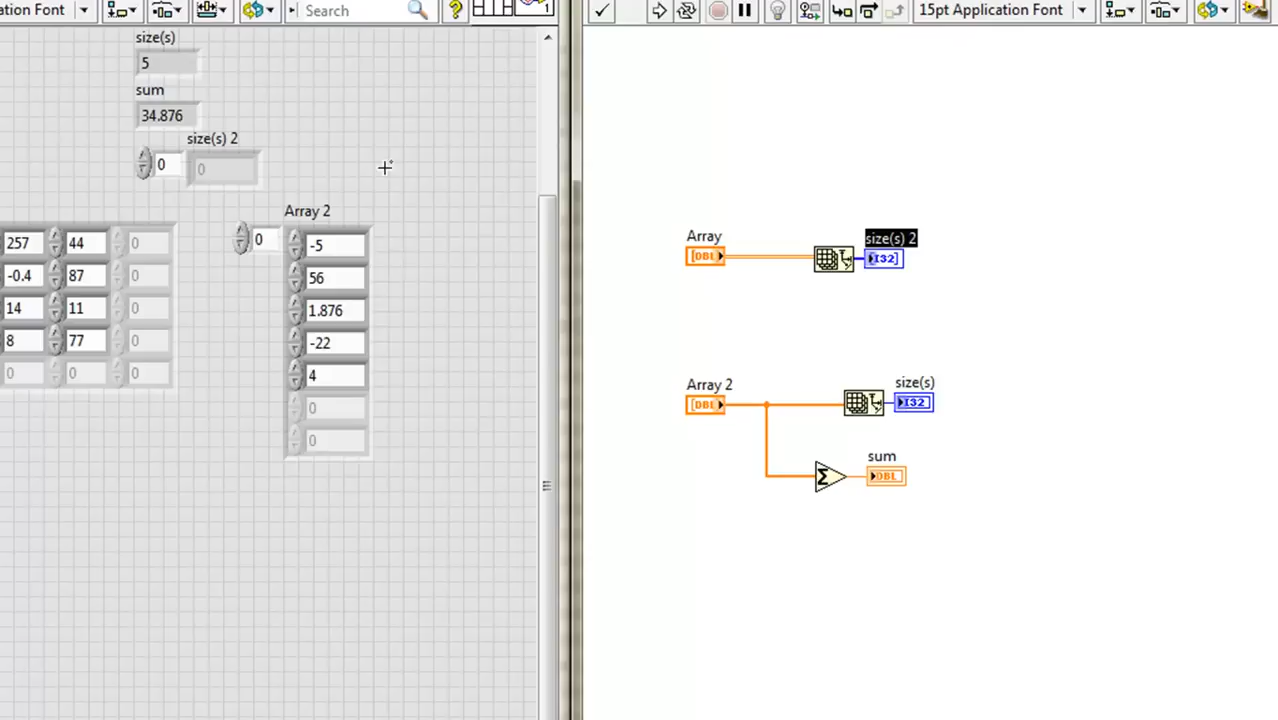 ation Font
Search
15pt Application Font
1
size(s)
5
sum
34.876
size(s) 2
0 0
Array 2
0
257 44 0
-0.4 87 0
14 11 0
8 77 0
0 0 0
-5
56
1.876
-22
4
0
0
Array
[DBL]
size(s) 2
[I32]
Array 2
[DBL]
size(s)
I32
Σ
sum
DBL